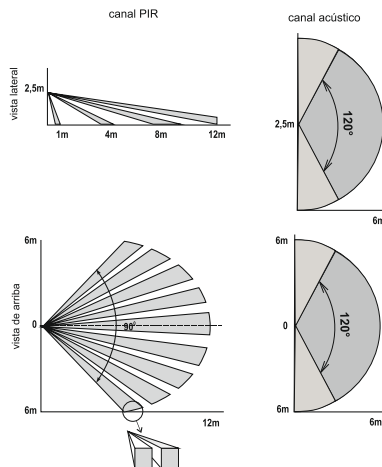 canal PIR
canal acústico
vista lateral
2,5m
1m
4m
8m
12m
2,5m
120°
6m
vista de arriba
6m
0
90°
6m
12m
6m
0
120°
6m
6m